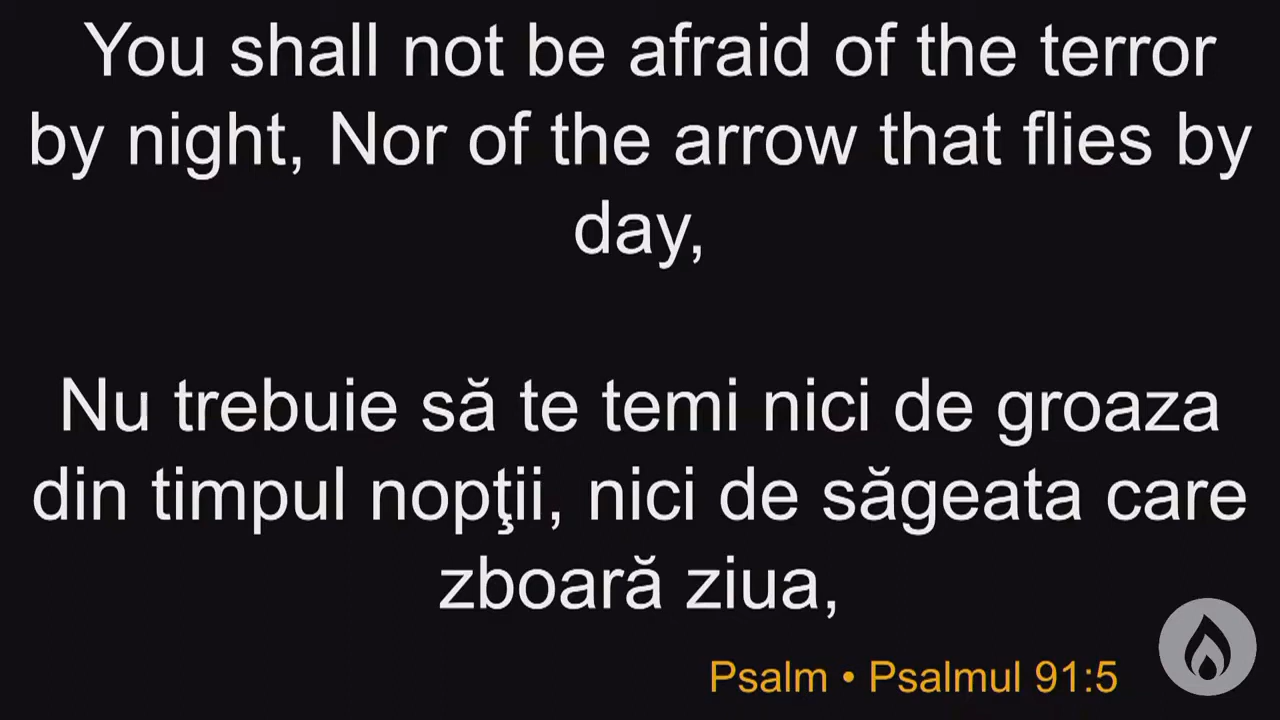 You shall not be afraid of the terror
by night, Nor of the arrow that flies by
day,
Nu trebuie să te temi nici de groaza
din timpul nopţii, nici de săgeata care
zboară ziua,
Psalm • Psalmul 91:5